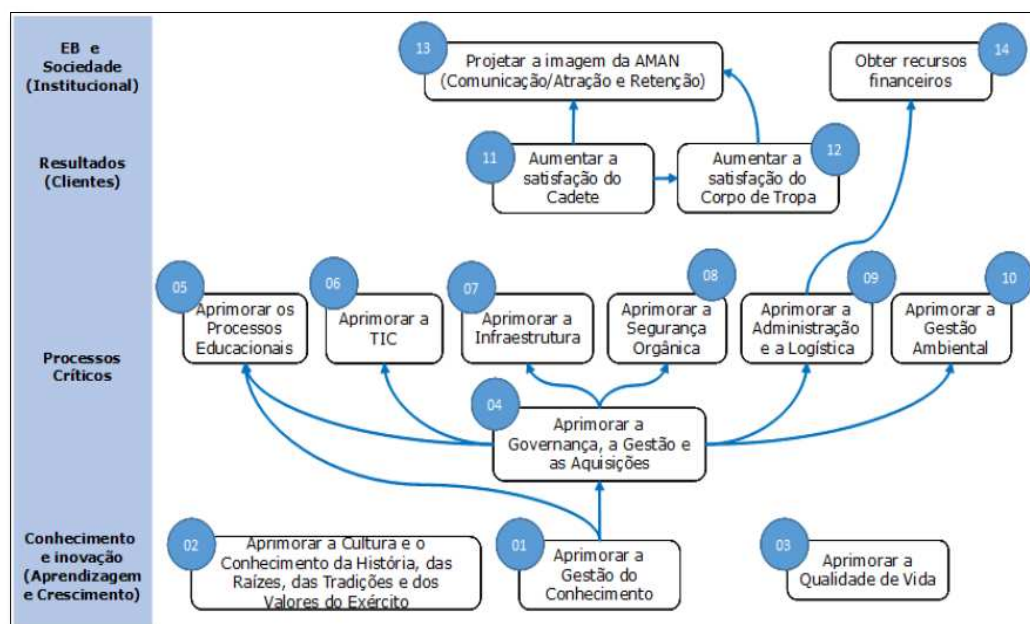 EB e
Sociedade
(Institucional)
13
Projetar a imagem da AMAN
(Comunicação/Atração e Retenção)
14
Obter recursos
financeiros
Resultados
(Clientes)
11
Aumentar a
satisfação do
Cadete
12
Aumentar a
satisfação do
Corpo de Tropa
Processos
Críticos
05
Aprimorar os
Processos
Educacionais
06
Aprimorar a
TIC
07
Aprimorar a
Infraestrutura
08
Aprimorar a
Segurança
Orgânica
09
Aprimorar a
Administração
e a Logística
10
Aprimorar a
Gestão
Ambiental
04
Aprimorar a
Governança, a Gestão e
as Aquisições
Conhecimento
e inovação
(Aprendizagem
e Crescimento)
02
Aprimorar a Cultura e o
Conhecimento da História, das
Raízes, das Tradições e dos
Valores do Exército
01
Aprimorar a
Gestão do
Conhecimento
03
Aprimorar a
Qualidade de Vida